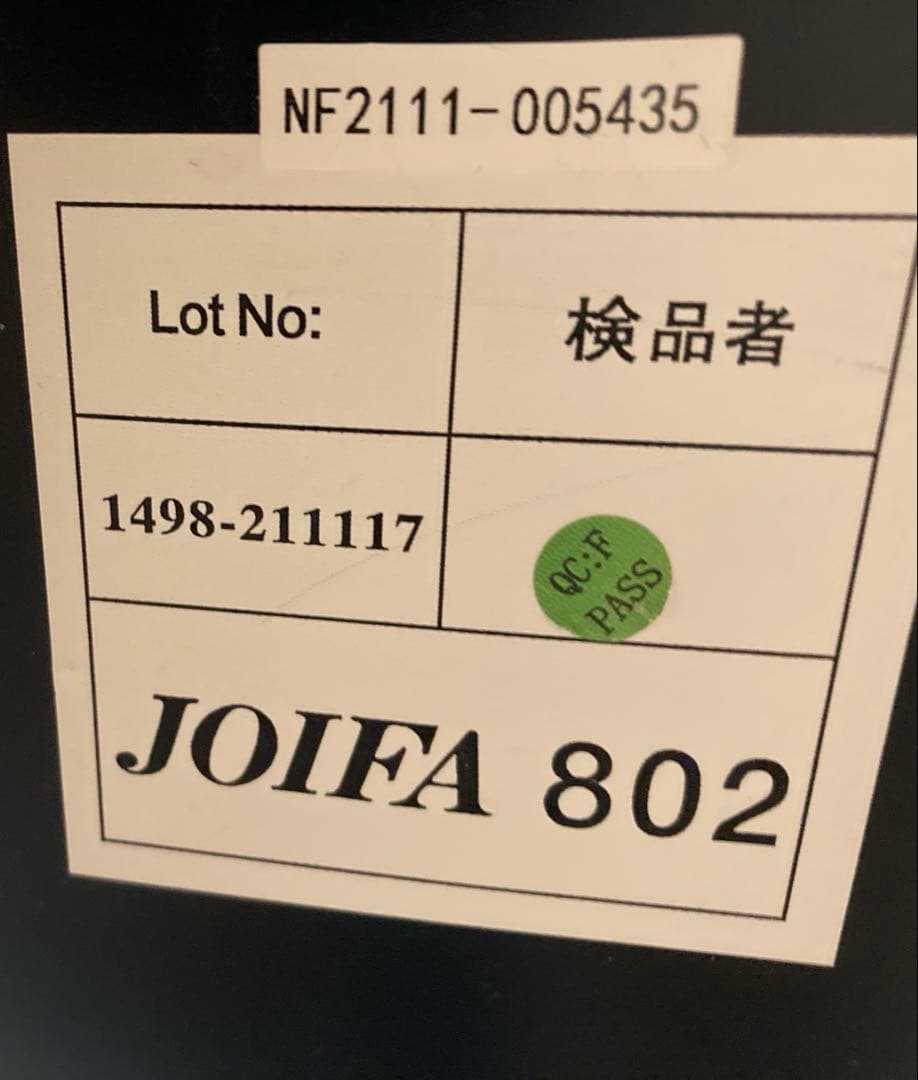 NF2111-005435
Lot No:
検品者
1498-211117
QC:F
PASS
JOIFA 802